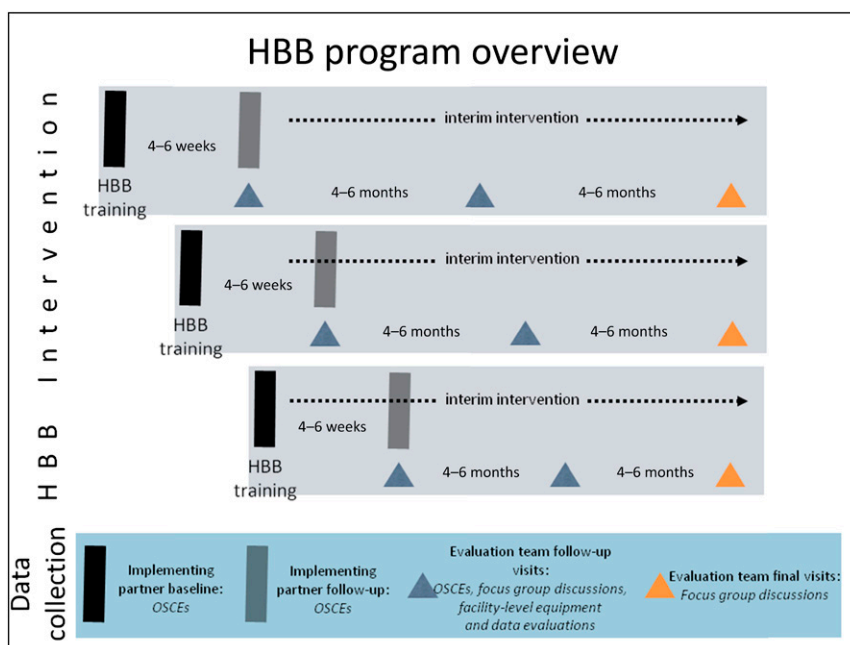 HBB program overview
HBB Intervention
interim intervention
4–6 weeks
HBB
training
4–6 months
4–6 months
interim intervention
4–6 weeks
HBB
training
4–6 months
4–6 months
interim intervention
4–6 weeks
HBB
training
4–6 months
4–6 months
Data
collection
Implementing
partner baseline:
OSCEs
Implementing
partner follow-up:
OSCEs
Evaluation team follow-up
visits:
OSCEs, focus group discussions,
facility-level equipment
and data evaluations
Evaluation team final visits:
Focus group discussions